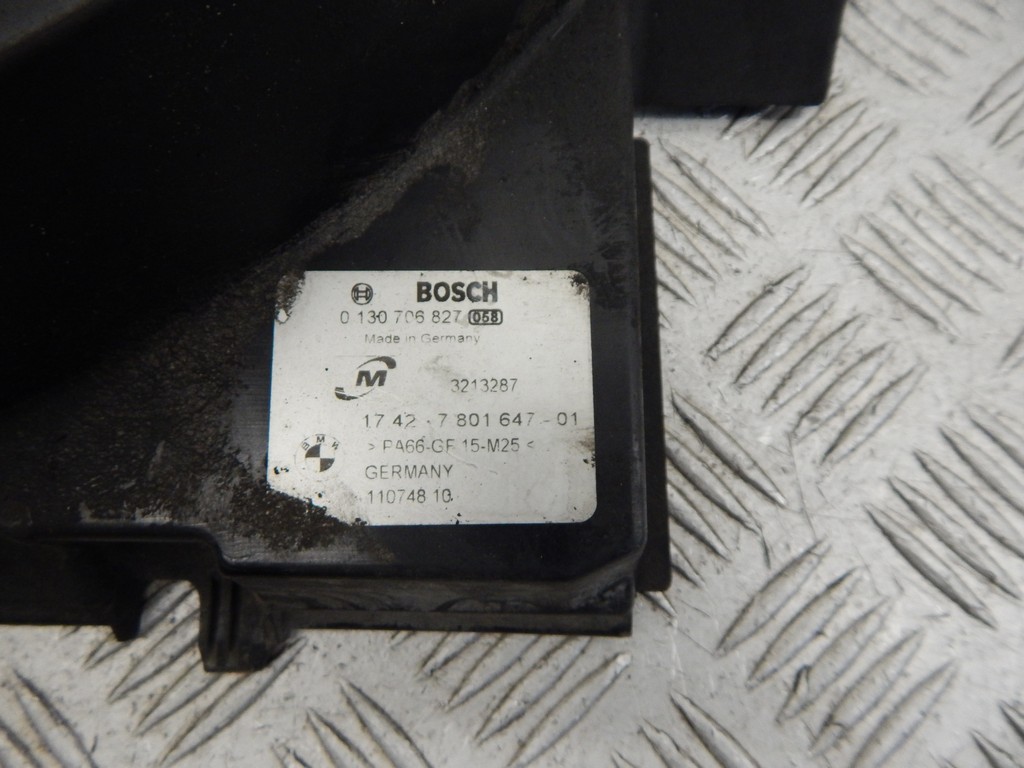 BOSCH
0 130 706 827 058
Made in Germany
M 3213287
17 42 - 7 801 647 - 01
BMW > PA66-GF 15-M25 <
GERMANY
110748 10